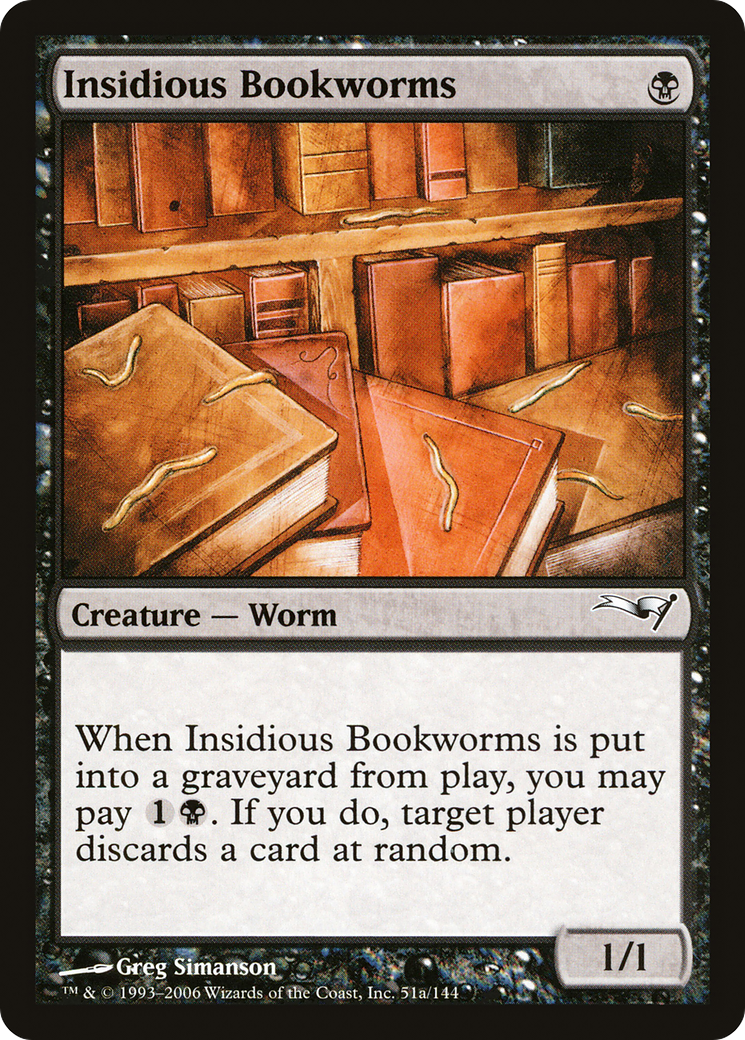 Insidious Bookworms
Creature — Worm
When Insidious Bookworms is put
into a graveyard from play, you may
pay 1. If you do, target player
discards a card at random.
1/1
Greg Simanson
™ & © 1993–2006 Wizards of the Coast, Inc. 51a/144